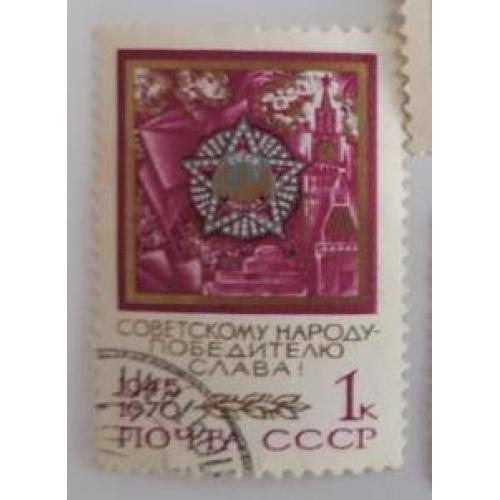 СОВЕТСКОМУ НАРОДУ-
ПОБЕДИТЕЛЮ
СЛАВА!
1945
1970
1к
ПОЧТА СССР